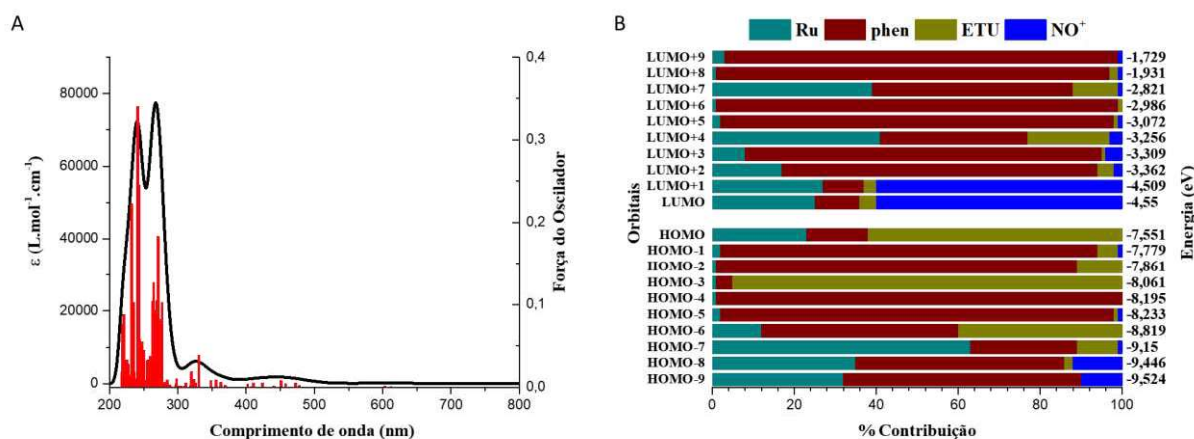 A
ε (L.mol⁻¹.cm⁻¹)
80000
60000
40000
20000
0
200 300 400 500 600 700 800
Comprimento de onda (nm)
0,4
0,3
0,2
0,1
0,0
Força do Oscilador
B
Ru phen ETU NO⁺
Orbitais
LUMO+9 -1,729
LUMO+8 -1,931
LUMO+7 -2,821
LUMO+6 -2,986
LUMO+5 -3,072
LUMO+4 -3,256
LUMO+3 -3,309
LUMO+2 -3,362
LUMO+1 -4,509
LUMO -4,55
HOMO -7,551
HOMO-1 -7,779
HOMO-2 -7,861
HOMO-3 -8,061
HOMO-4 -8,195
HOMO-5 -8,233
HOMO-6 -8,819
HOMO-7 -9,15
HOMO-8 -9,446
HOMO-9 -9,524
Energia (eV)
0 20 40 60 80 100
% Contribuição